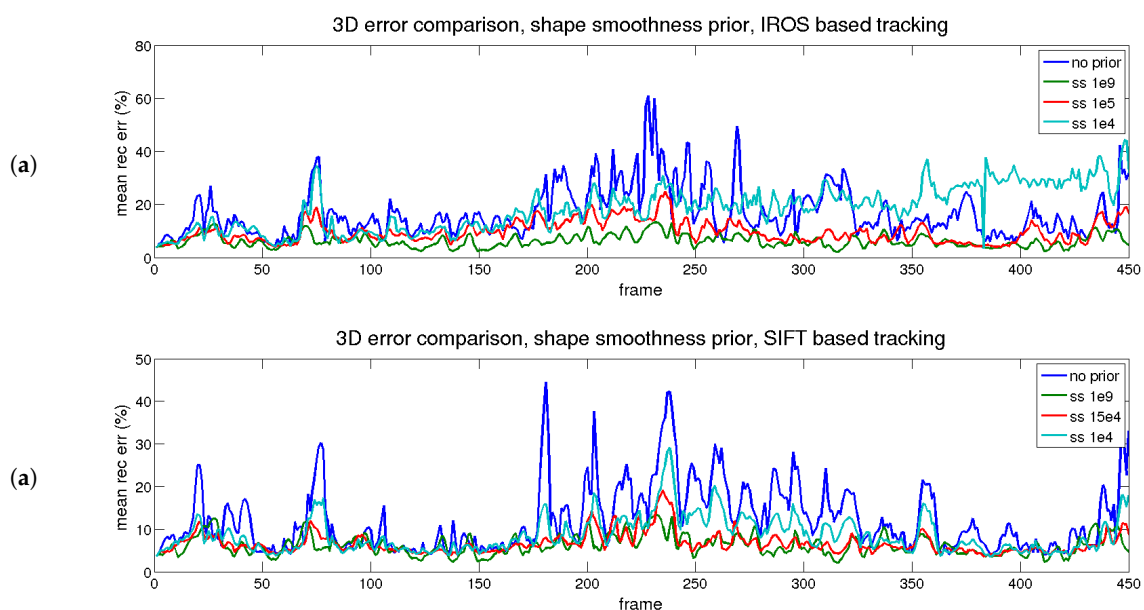 3D error comparison, shape smoothness prior, IROS based tracking
(a)
mean rec err (%)
80
60
40
20
0
0 50 100 150 200 250 300 350 400 450
frame
no prior
ss 1e9
ss 1e5
ss 1e4
3D error comparison, shape smoothness prior, SIFT based tracking
(a)
mean rec err (%)
50
40
30
20
10
0
0 50 100 150 200 250 300 350 400 450
frame
no prior
ss 1e9
ss 15e4
ss 1e4